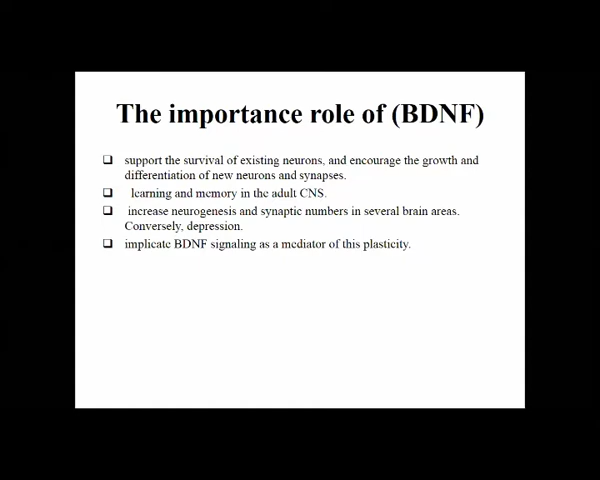 The importance role of (BDNF)
❑ support the survival of existing neurons, and encourage the growth and
differentiation of new neurons and synapses.
❑ learning and memory in the adult CNS.
❑ increase neurogenesis and synaptic numbers in several brain areas.
Conversely, depression.
❑ implicate BDNF signaling as a mediator of this plasticity.